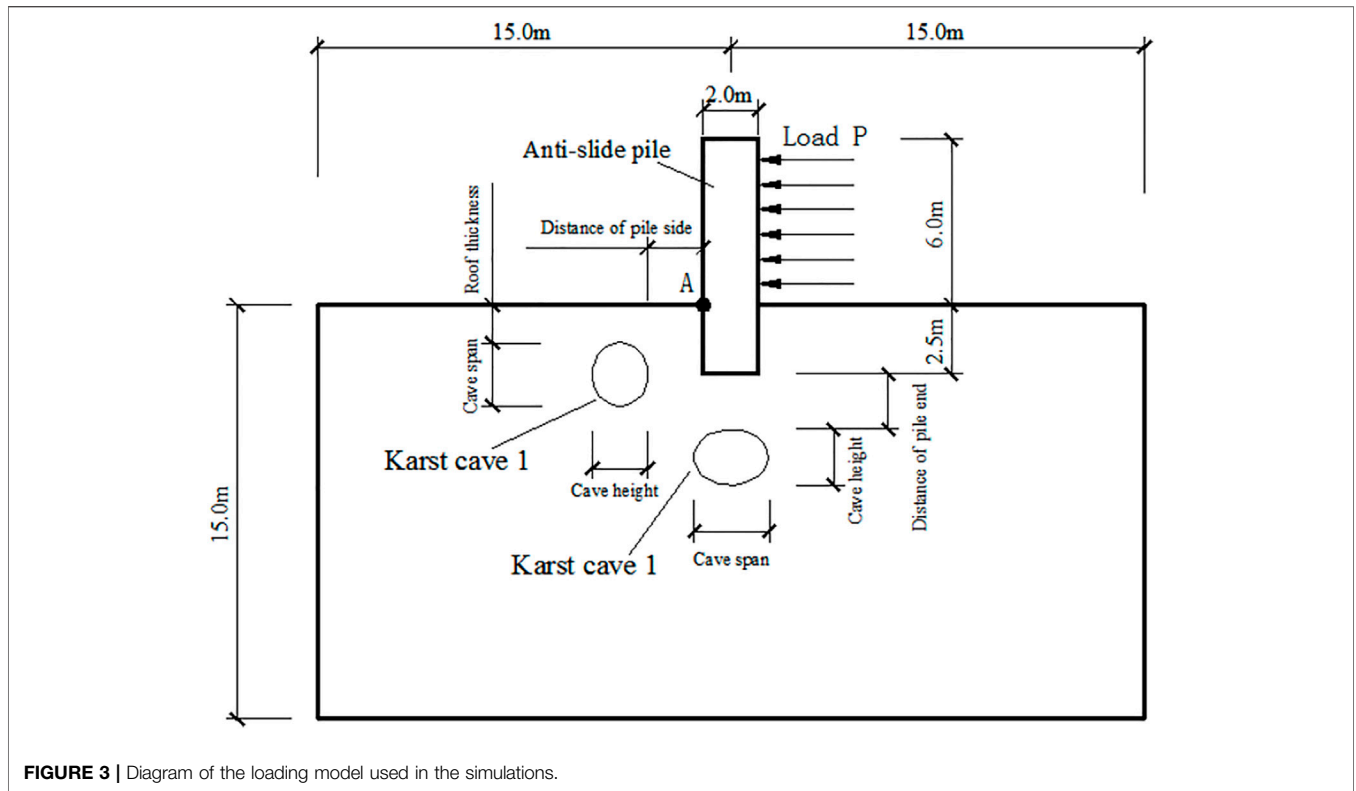 15.0m
15.0m
2.0m
Load P
Anti-slide pile
Roof thickness
Distance of pile side
6.0m
A
2.5m
Cave span
Distance of pile end
Karst cave 1
Cave height
Cave height
15.0m
Karst cave 1
Cave span
FIGURE 3 | Diagram of the loading model used in the simulations.